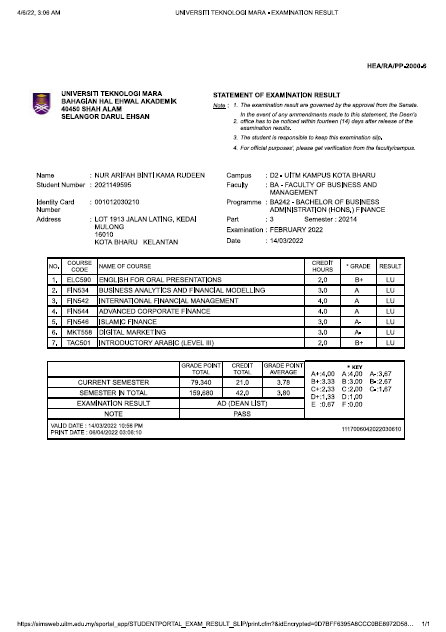 4/6/22, 3:06 AM UNIVERSITI TEKNOLOGI MARA • EXAMINATION RESULT
HEA/RA/PP-2000-6
UNIVERSITI TEKNOLOGI MARA
BAHAGIAN HAL EHWAL AKADEMIK
40450 SHAH ALAM
SELANGOR DARUL EHSAN
STATEMENT OF EXAMINATION RESULT
Note : 1. The examination result are governed by the approval from the Senate.
2. In the event of any ammendments made to this statement, the Dean's office has to be noticed within fourteen (14) days after release of the examination results.
3. The student is responsible to keep this examination slip.
4. For official purposes, please get verification from the faculty/campus.
Name : NUR ARIFAH BINTI KAMA RUDEEN
Student Number : 2021149595
Identity Card Number : 001012030210
Address : LOT 1913 JALAN LATING, KEDAI
MULONG
16010
KOTA BHARU KELANTAN
Campus : D2 - UITM KAMPUS KOTA BHARU
Faculty : BA - FACULTY OF BUSINESS AND
MANAGEMENT
Programme : BA242 - BACHELOR OF BUSINESS
ADMINISTRATION (HONS.) FINANCE
Part : 3 Semester : 20214
Examination : FEBRUARY 2022
Date : 14/03/2022
NO. COURSE CODE NAME OF COURSE CREDIT HOURS * GRADE RESULT
1. ELC590 ENGLISH FOR ORAL PRESENTATIONS 2.0 B+ LU
2. FIN534 BUSINESS ANALYTICS AND FINANCIAL MODELLING 3.0 A LU
3. FIN542 INTERNATIONAL FINANCIAL MANAGEMENT 4.0 A LU
4. FIN544 ADVANCED CORPORATE FINANCE 4.0 A LU
5. FIN546 ISLAMIC FINANCE 3.0 A- LU
6. MKT558 DIGITAL MARKETING 3.0 A- LU
7. TAC501 INTRODUCTORY ARABIC (LEVEL III) 2.0 B+ LU
GRADE POINT TOTAL CREDIT TOTAL GRADE POINT AVERAGE
CURRENT SEMESTER 79.340 21.0 3.78
SEMESTER IN TOTAL 159.680 42.0 3.80
EXAMINATION RESULT AD (DEAN LIST)
NOTE PASS
* KEY
A+:4.00 A :4.00 A-:3.67
B+:3.33 B :3.00 B-:2.67
C+:2.33 C :2.00 C-:1.67
D+:1.33 D :1.00
E :0.67 F :0.00
VALID DATE : 14/03/2022 10:56 PM
PRINT DATE : 06/04/2022 03:06:10
1117006042022030610
https://simsweb.uitm.edu.my/sportal_app/STUDENTPORTAL_EXAM_RESULT_SLIP/print.cfm?&idEncrypted=0D7BFF6395A6CCC0BE6972D58... 1/1